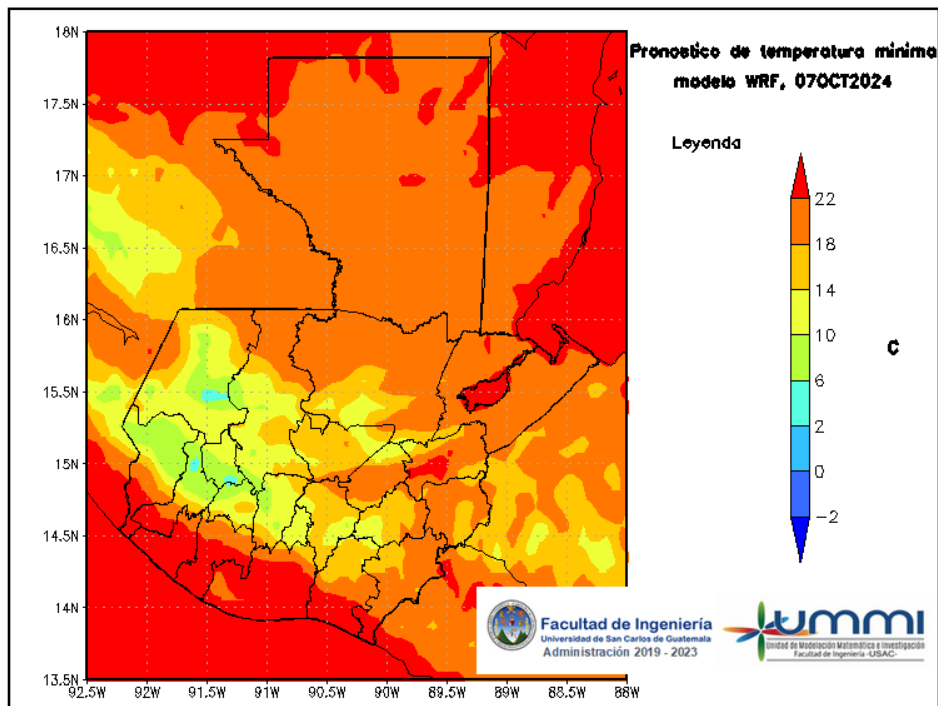 Pronostico de temperatura minima
modelo WRF, 07OCT2024
Leyenda
22
18
14
10
6
2
0
−2
C
18N
17.5N
17N
16.5N
16N
15.5N
15N
14.5N
14N
13.5N
92.5W 92W 91.5W 91W 90.5W 90W 89.5W 89W 88.5W 88W
Facultad de Ingeniería
Universidad de San Carlos de Guatemala
Administración 2019 - 2023
ummi
Unidad de Modelación Matemática e Investigación
Facultad de Ingeniería -USAC-